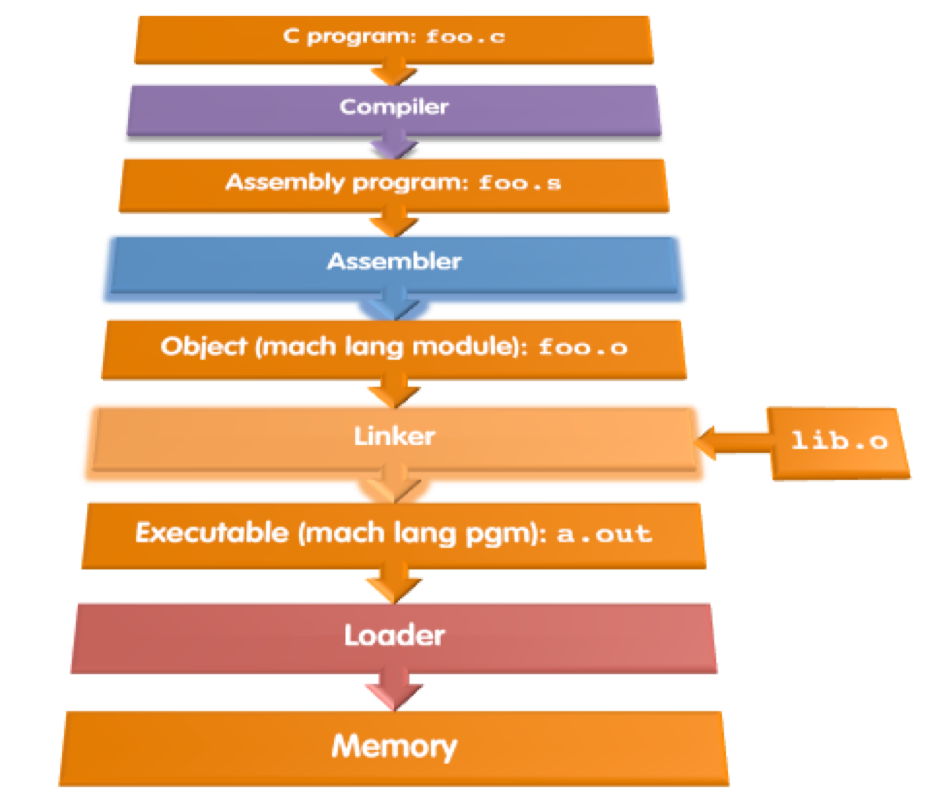 C program: foo.c
Compiler
Assembly program: foo.s
Assembler
Object (mach lang module): foo.o
Linker
lib.o
Executable (mach lang pgm): a.out
Loader
Memory